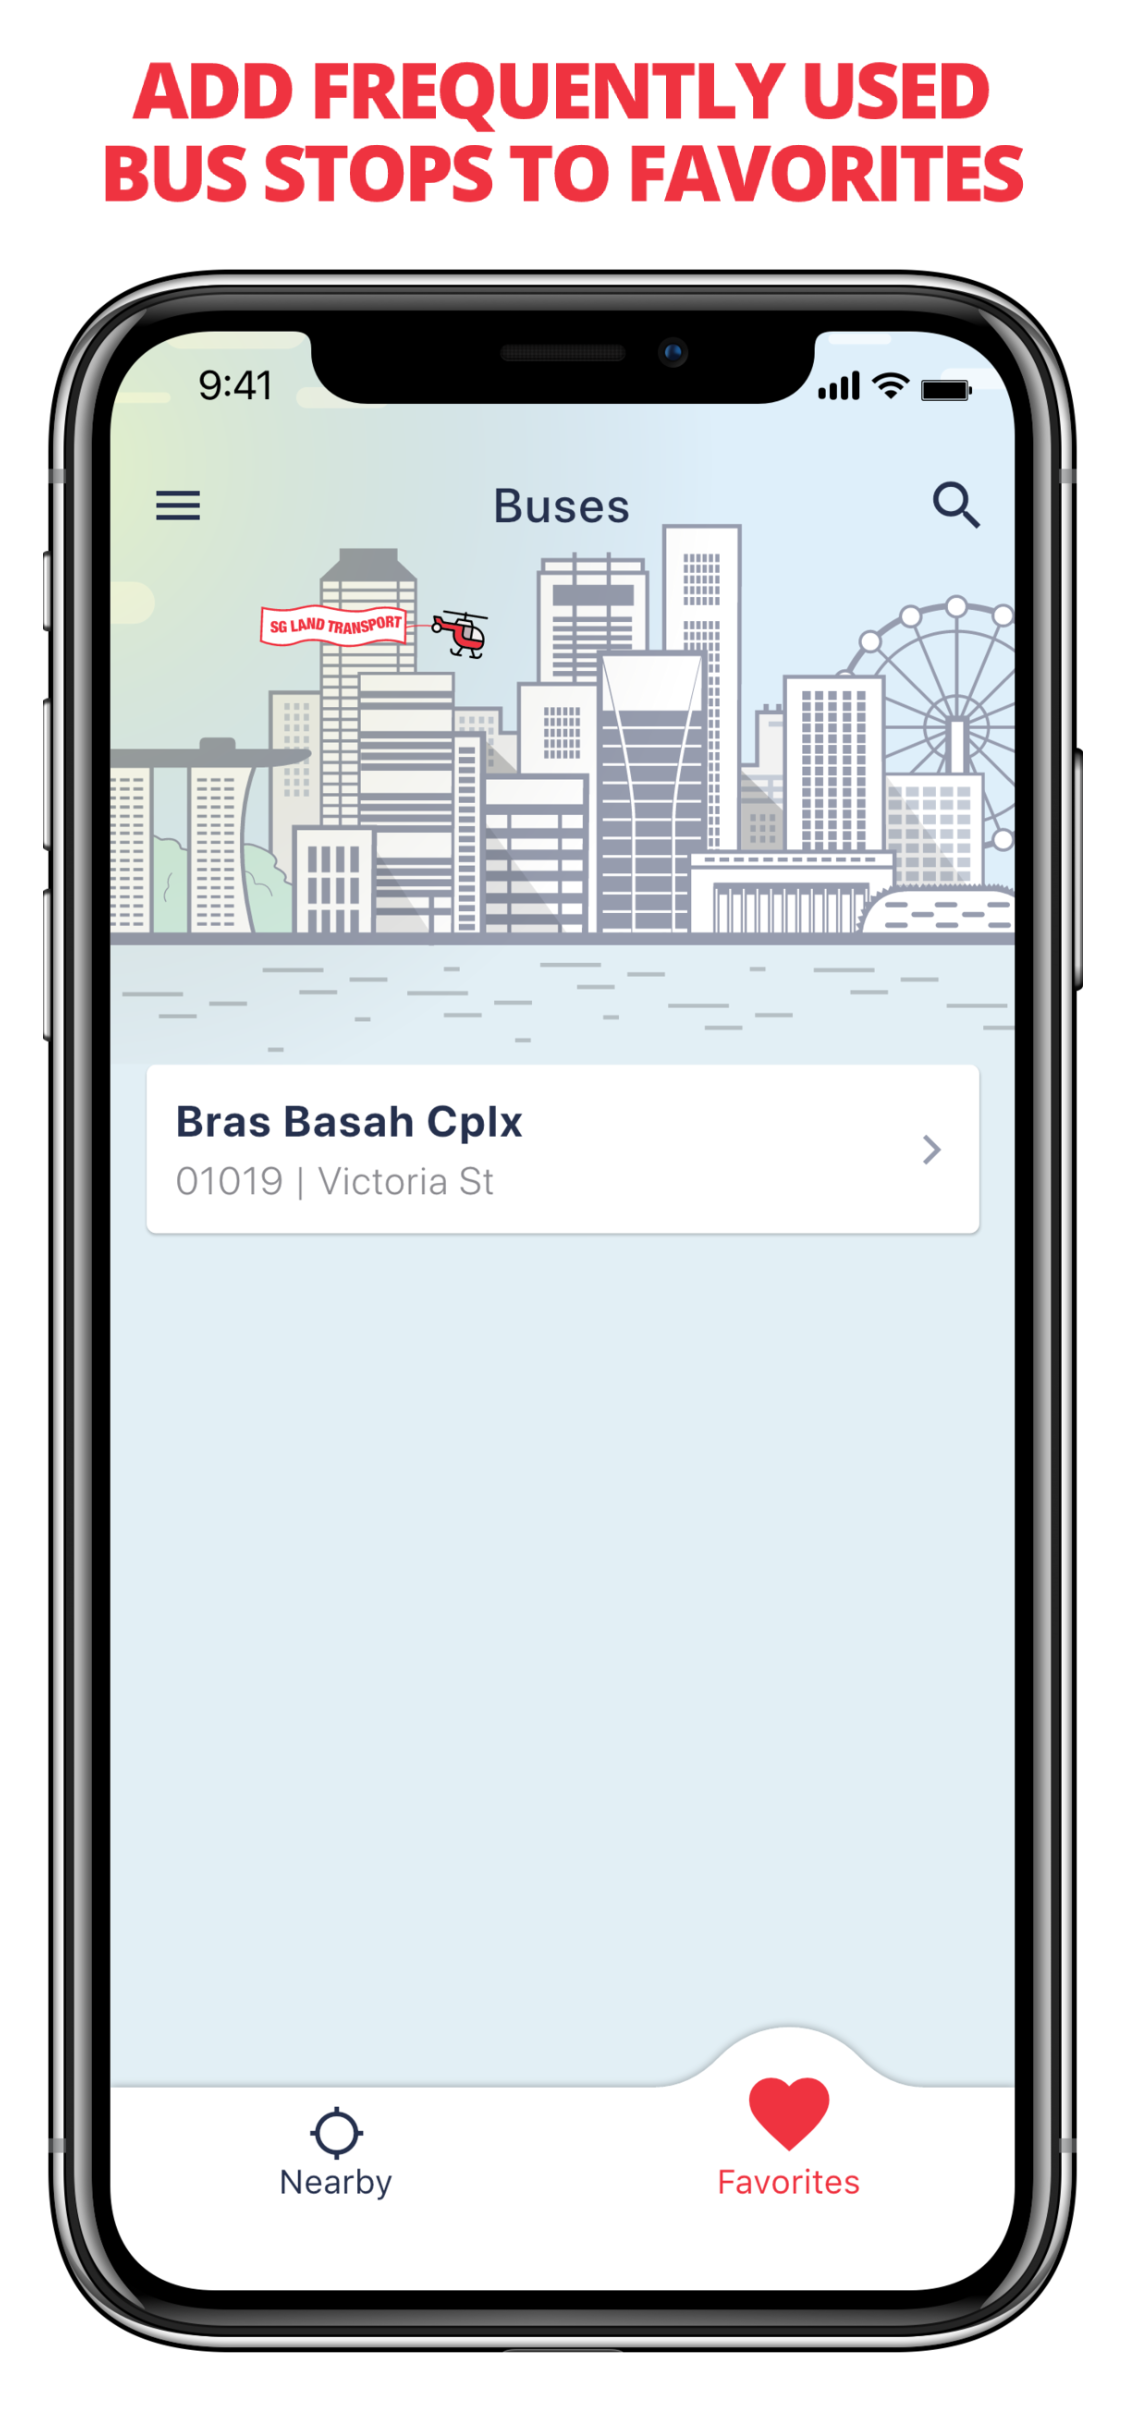 ADD FREQUENTLY USED
BUS STOPS TO FAVORITES
9:41
Buses
SG LAND TRANSPORT
Bras Basah Cplx
01019 | Victoria St
Nearby
Favorites